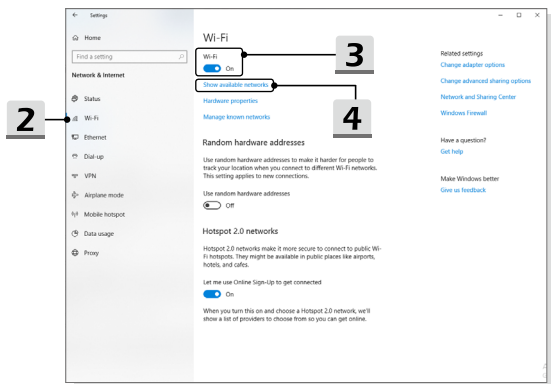 Settings
Home
Find a setting
Network & Internet
Status
Wi-Fi
Ethernet
Dial-up
VPN
Airplane mode
Mobile hotspot
Data usage
Proxy
2
Wi-Fi
Wi-Fi
On
3
Show available networks
4
Hardware properties
Manage known networks
Random hardware addresses
Use random hardware addresses to make it harder for people to
track your location when you connect to different Wi-Fi networks.
This setting applies to new connections.
Use random hardware addresses
Off
Hotspot 2.0 networks
Hotspot 2.0 networks make it more secure to connect to public Wi-
Fi hotspots. They might be available in public places like airports,
hotels, and cafes.
Let me use Online Sign-Up to get connected
On
When you turn this on and choose a Hotspot 2.0 network, we'll
show a list of providers to choose from so you can get online.
Related settings
Change adapter options
Change advanced sharing options
Network and Sharing Center
Windows Firewall
Have a question?
Get help
Make Windows better
Give us feedback